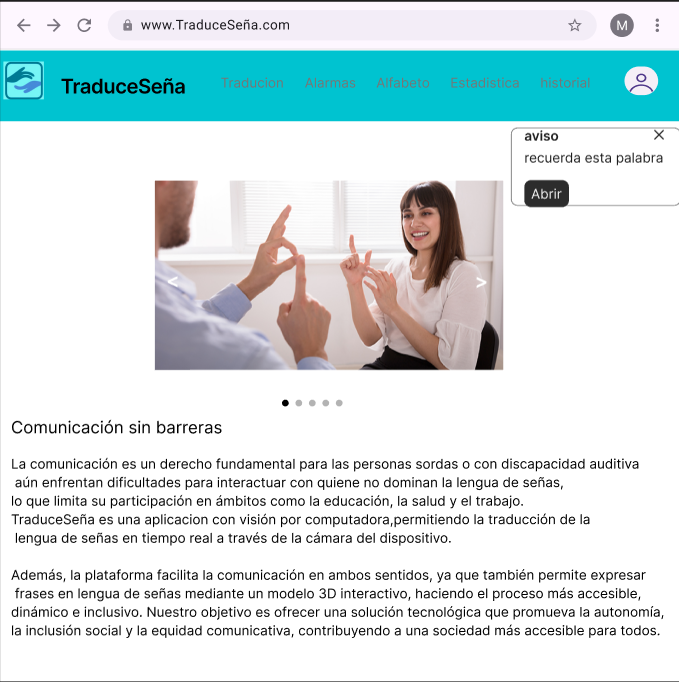 www.TraduceSeña.com
M
TraduceSeña
Traducion
Alarmas
Alfabeto
Estadistica
historial
aviso
recuerda esta palabra
Abrir
Comunicación sin barreras
La comunicación es un derecho fundamental para las personas sordas o con discapacidad auditiva
aún enfrentan dificultades para interactuar con quiene no dominan la lengua de señas,
lo que limita su participación en ámbitos como la educación, la salud y el trabajo.
TraduceSeña es una aplicacion con visión por computadora,permitiendo la traducción de la
lengua de señas en tiempo real a través de la cámara del dispositivo.
Además, la plataforma facilita la comunicación en ambos sentidos, ya que también permite expresar
frases en lengua de señas mediante un modelo 3D interactivo, haciendo el proceso más accesible,
dinámico e inclusivo. Nuestro objetivo es ofrecer una solución tecnológica que promueva la autonomía,
la inclusión social y la equidad comunicativa, contribuyendo a una sociedad más accesible para todos.